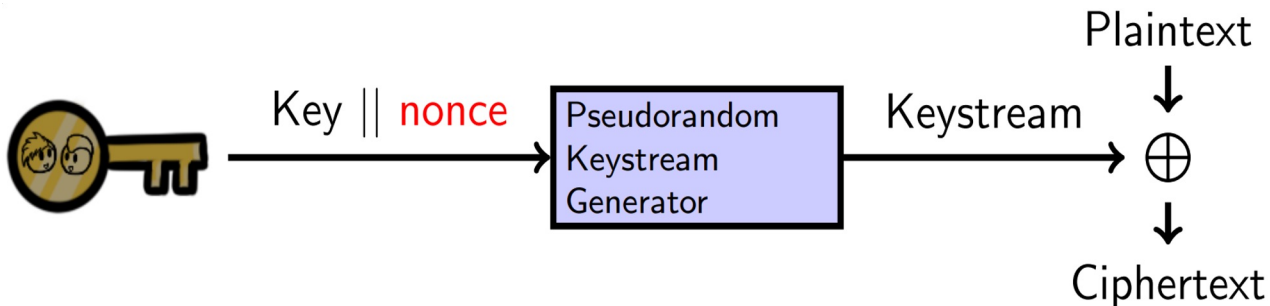 Plaintext
Key || nonce
Pseudorandom
Keystream
Generator
Keystream
Ciphertext